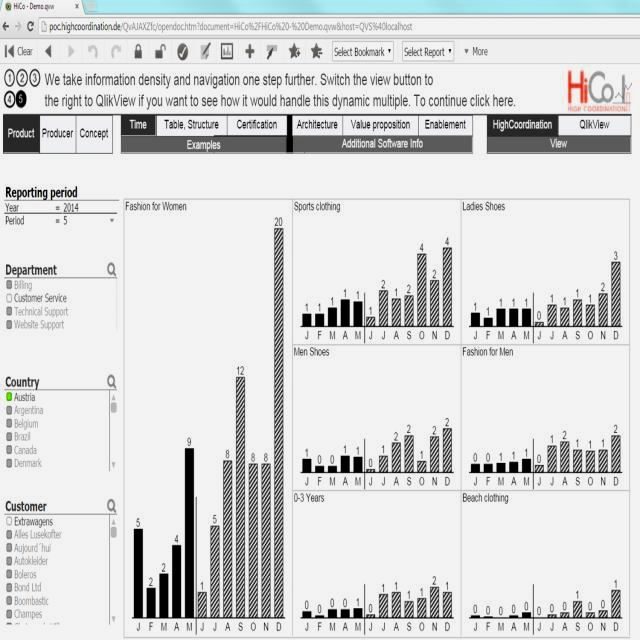 HiCo - Demo.qvw
poc.highcoordination.de/QvAJAXZfc/opendoc.htm?document=HiCo%2FHiCo%20-%20Demo.qvw&host=QVS%40localhost
Clear Select Bookmark Select Report More
1 2 3 We take information density and navigation one step further. Switch the view button to
4 5 the right to QlikView if you want to see how it would handle this dynamic multiple. To continue click here.
HiCo
HIGH COORDINATION
Product Producer Concept Time Table, Structure Certification Architecture Value proposition Enablement HighCoordination QlikView
Examples Additional Software Info View
Reporting period
Year = 2014
Period = 5
Department
Billing
Customer Service
Technical Support
Website Support
Country
Austria
Argentina
Belgium
Brazil
Canada
Denmark
Customer
Extrawagens
Alles Lusekofter
Aujourd´hui
Autokleider
Boleros
Bond Ltd
Boombastic
Champes
Fashion for Women
5 2 2 4 9 1 5 8 12 8 8 20
J F M A M J J A S O N D
Sports clothing
1 1 1 1 1 1 2 1 2 4 2 4
J F M A M J J A S O N D
Ladies Shoes
1 1 1 1 1 0 1 1 1 1 2 3
J F M A M J J A S O N D
Men Shoes
1 0 0 1 1 0 1 2 2 1 2 2
J F M A M J J A S O N D
Fashion for Men
0 0 1 1 1 0 1 2 1 1 1 2
J F M A M J J A S O N D
0-3 Years
0 0 0 0 1 0 1 1 1 1 2 1
J F M A M J J A S O N D
Beach clothing
0 0 0 0 0 0 0 0 1 0 0 1
J F M A M J J A S O N D